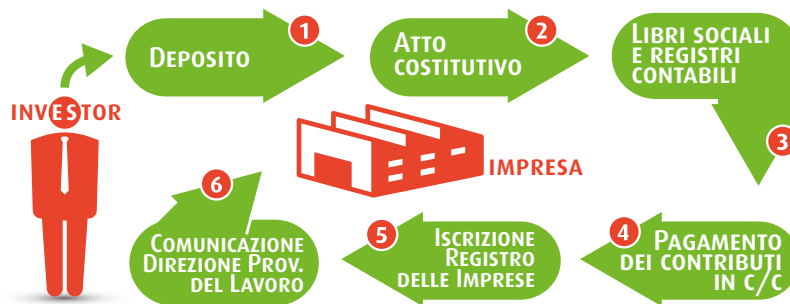 INVESTOR
DEPOSITO
1
ATTO
COSTITUTIVO
2
LIBRI SOCIALI
E REGISTRI
CONTABILI
3
IMPRESA
PAGAMENTO
DEI CONTRIBUTI
IN C/C
4
ISCRIZIONE
REGISTRO
DELLE IMPRESE
5
COMUNICAZIONE
DIREZIONE PROV.
DEL LAVORO
6